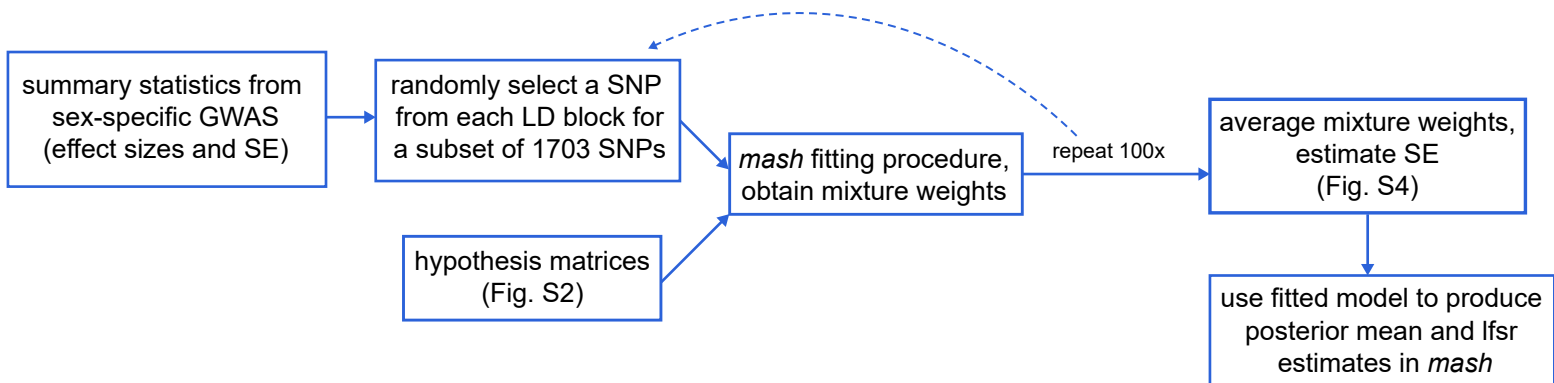 summary statistics from
sex-specific GWAS
(effect sizes and SE)
randomly select a SNP
from each LD block for
a subset of 1703 SNPs
hypothesis matrices
(Fig. S2)
mash fitting procedure,
obtain mixture weights
repeat 100x
average mixture weights,
estimate SE
(Fig. S4)
use fitted model to produce
posterior mean and lfsr
estimates in mash